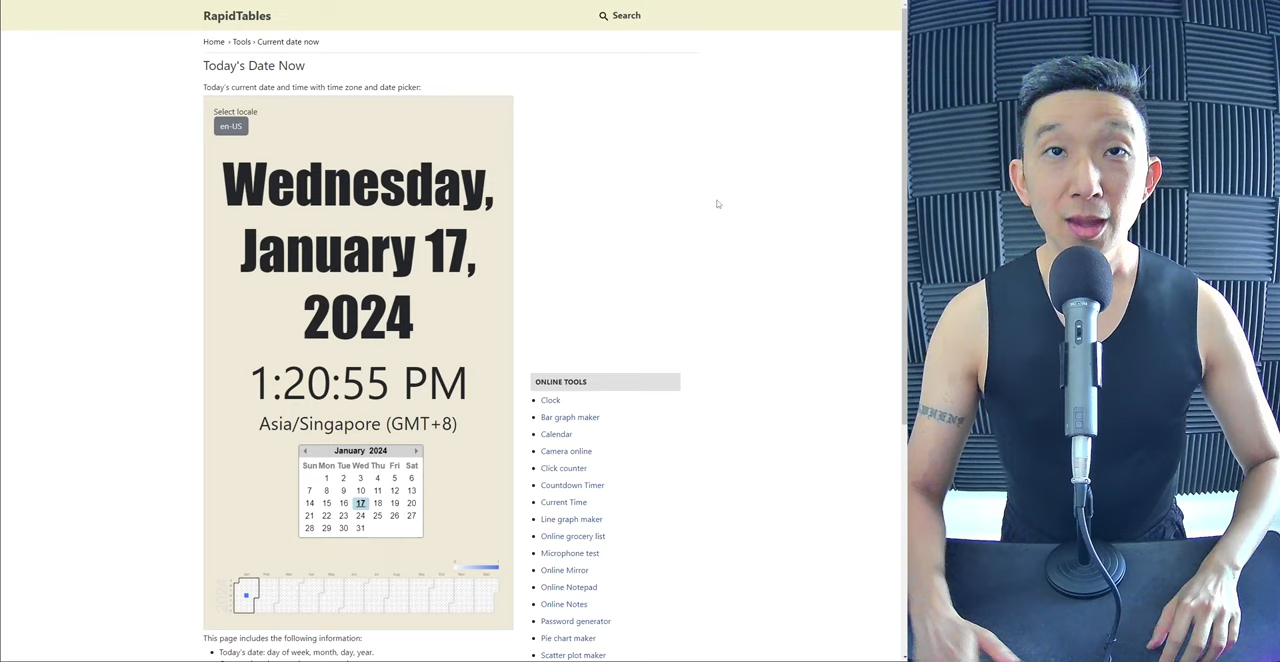 RapidTables
Search
Home › Tools › Current date now
Today's Date Now
Today's current date and time with time zone and date picker:
Select locale
en-US
Wednesday,
January 17,
2024
1:20:55 PM
Asia/Singapore (GMT+8)
January 2024
Sun Mon Tue Wed Thu Fri Sat
1 2 3 4 5 6
7 8 9 10 11 12 13
14 15 16 17 18 19 20
21 22 23 24 25 26 27
28 29 30 31
This page includes the following information:
Today's date: day of week, month, day, year.
ONLINE TOOLS
Clock
Bar graph maker
Calendar
Camera online
Click counter
Countdown Timer
Current Time
Line graph maker
Online grocery list
Microphone test
Online Mirror
Online Notepad
Online Notes
Password generator
Pie chart maker
Scatter plot maker